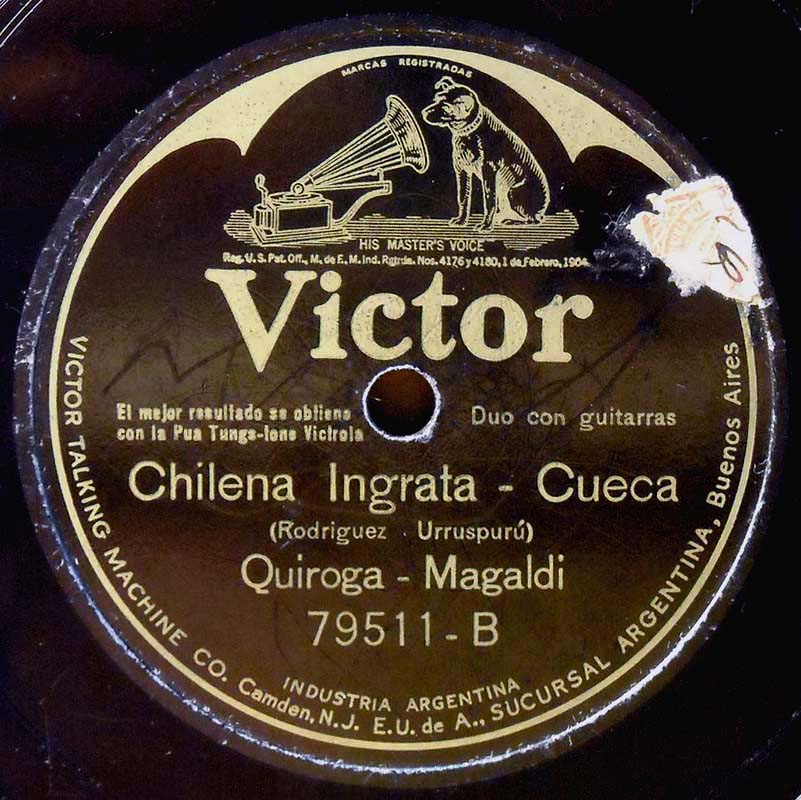 MARCAS REGISTRADAS
HIS MASTER'S VOICE
Reg. U.S. Pat. Off., M. de F., M. Ind. Rgtrda. Nos. 4176 y 4180, 1 de Febrero, 1904.
Victor
El mejor resultado se obtiene
con la Pua Tungs-tone Victrola
Duo con guitarras
Chilena Ingrata - Cueca
(Rodriguez - Urruspurú)
Quiroga - Magaldi
79511-B
INDUSTRIA ARGENTINA
VICTOR TALKING MACHINE CO. Camden, N.J. E.U. de A., SUCURSAL ARGENTINA, Buenos Aires